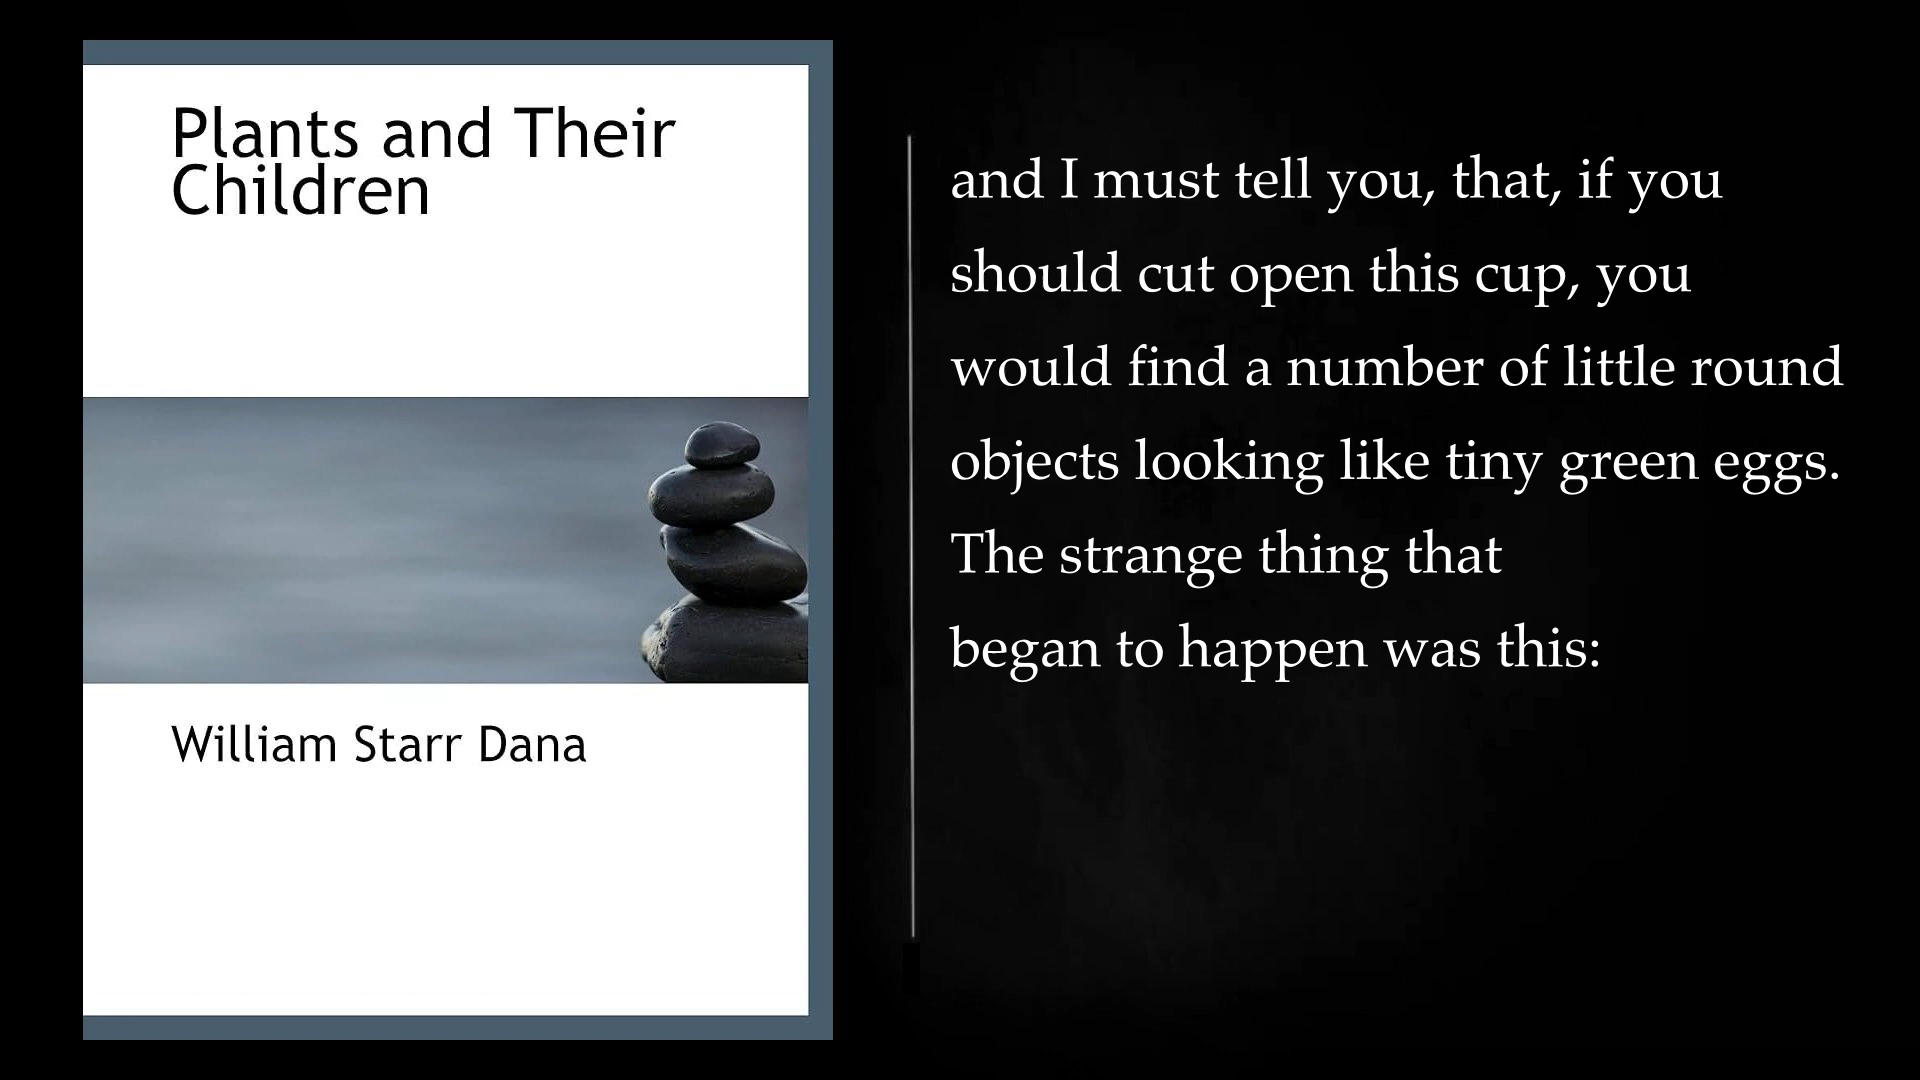 Plants and Their
Children
William Starr Dana
and I must tell you, that, if you
should cut open this cup, you
would find a number of little round
objects looking like tiny green eggs.
The strange thing that
began to happen was this: